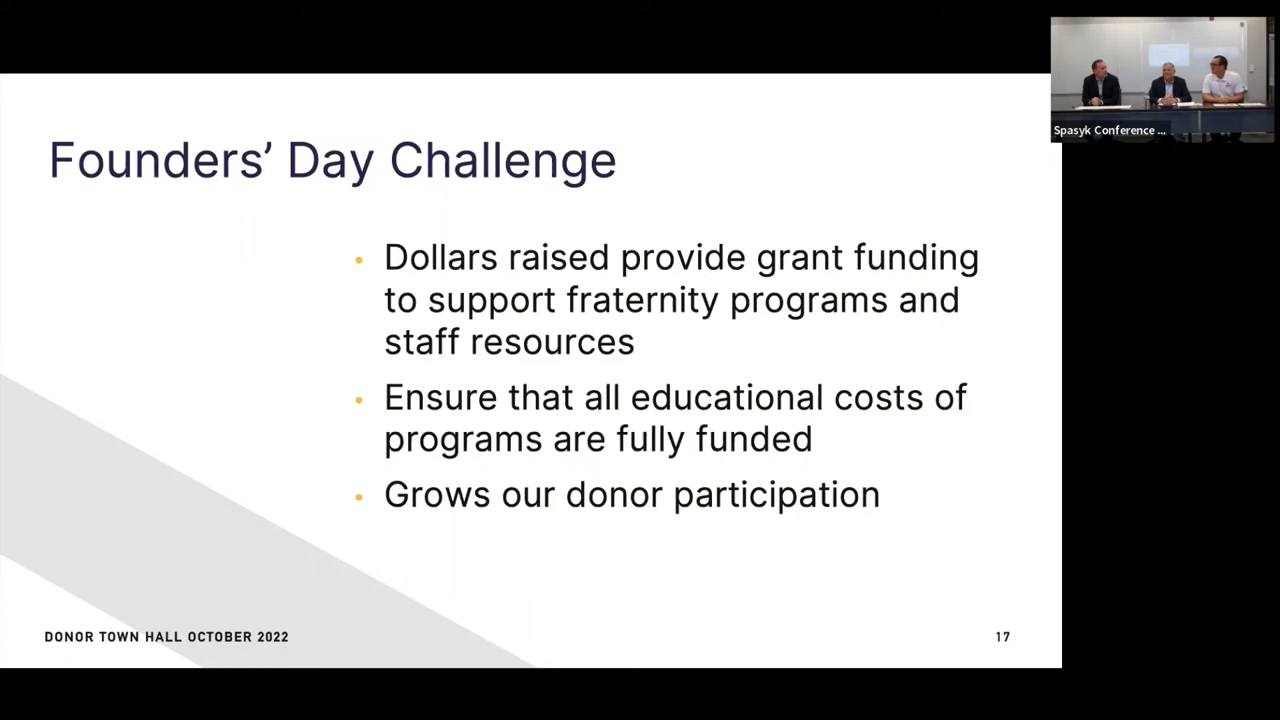 Founders’ Day Challenge
• Dollars raised provide grant funding
to support fraternity programs and
staff resources
• Ensure that all educational costs of
programs are fully funded
• Grows our donor participation
DONOR TOWN HALL OCTOBER 2022
17
Spasyk Conference ...